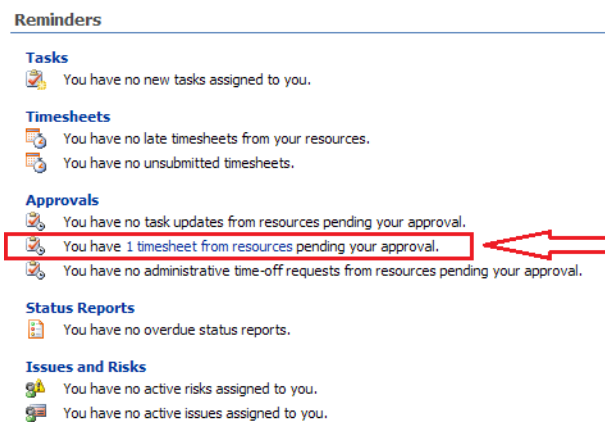 Reminders
Tasks
You have no new tasks assigned to you.
Timesheets
You have no late timesheets from your resources.
You have no unsubmitted timesheets.
Approvals
You have no task updates from resources pending your approval.
You have 1 timesheet from resources pending your approval.
You have no administrative time-off requests from resources pending your approval.
Status Reports
You have no overdue status reports.
Issues and Risks
You have no active risks assigned to you.
You have no active issues assigned to you.